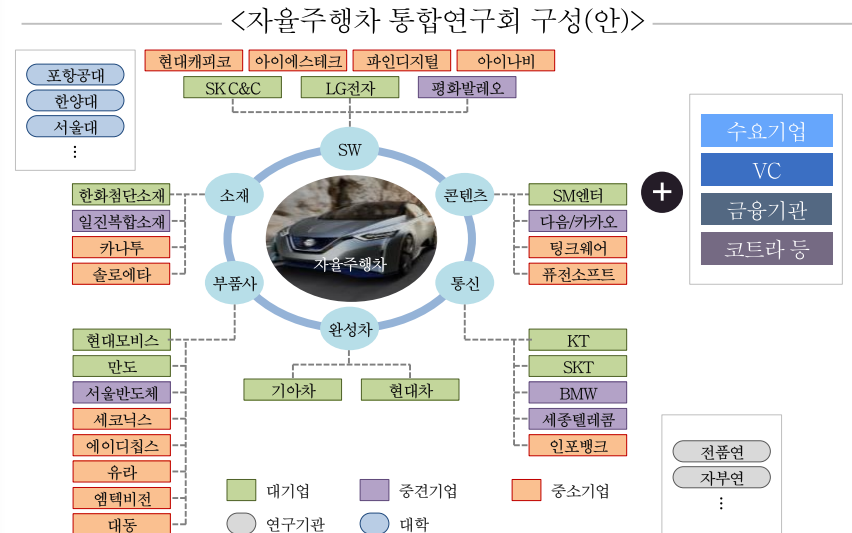 <자율주행차 통합연구회 구성(안)>
현대캐피코 아이에스테크 파인디지털 아이나비
SK C&C LG전자 평화발레오
포항공대
한양대
서울대
⋮
SW
소재
콘텐츠
부품사
통신
완성차
자율주행차
한화첨단소재
일진복합소재
카나투
솔로에타
SM엔터
다음/카카오
팅크웨어
퓨전소프트
+
수요기업
VC
금융기관
코트라 등
현대모비스
만도
서울반도체
세코닉스
에이디칩스
유라
엠텍비전
대동
기아차 현대차
KT
SKT
BMW
세종텔레콤
인포뱅크
전품연
자부연
⋮
대기업 중견기업 중소기업
연구기관 대학